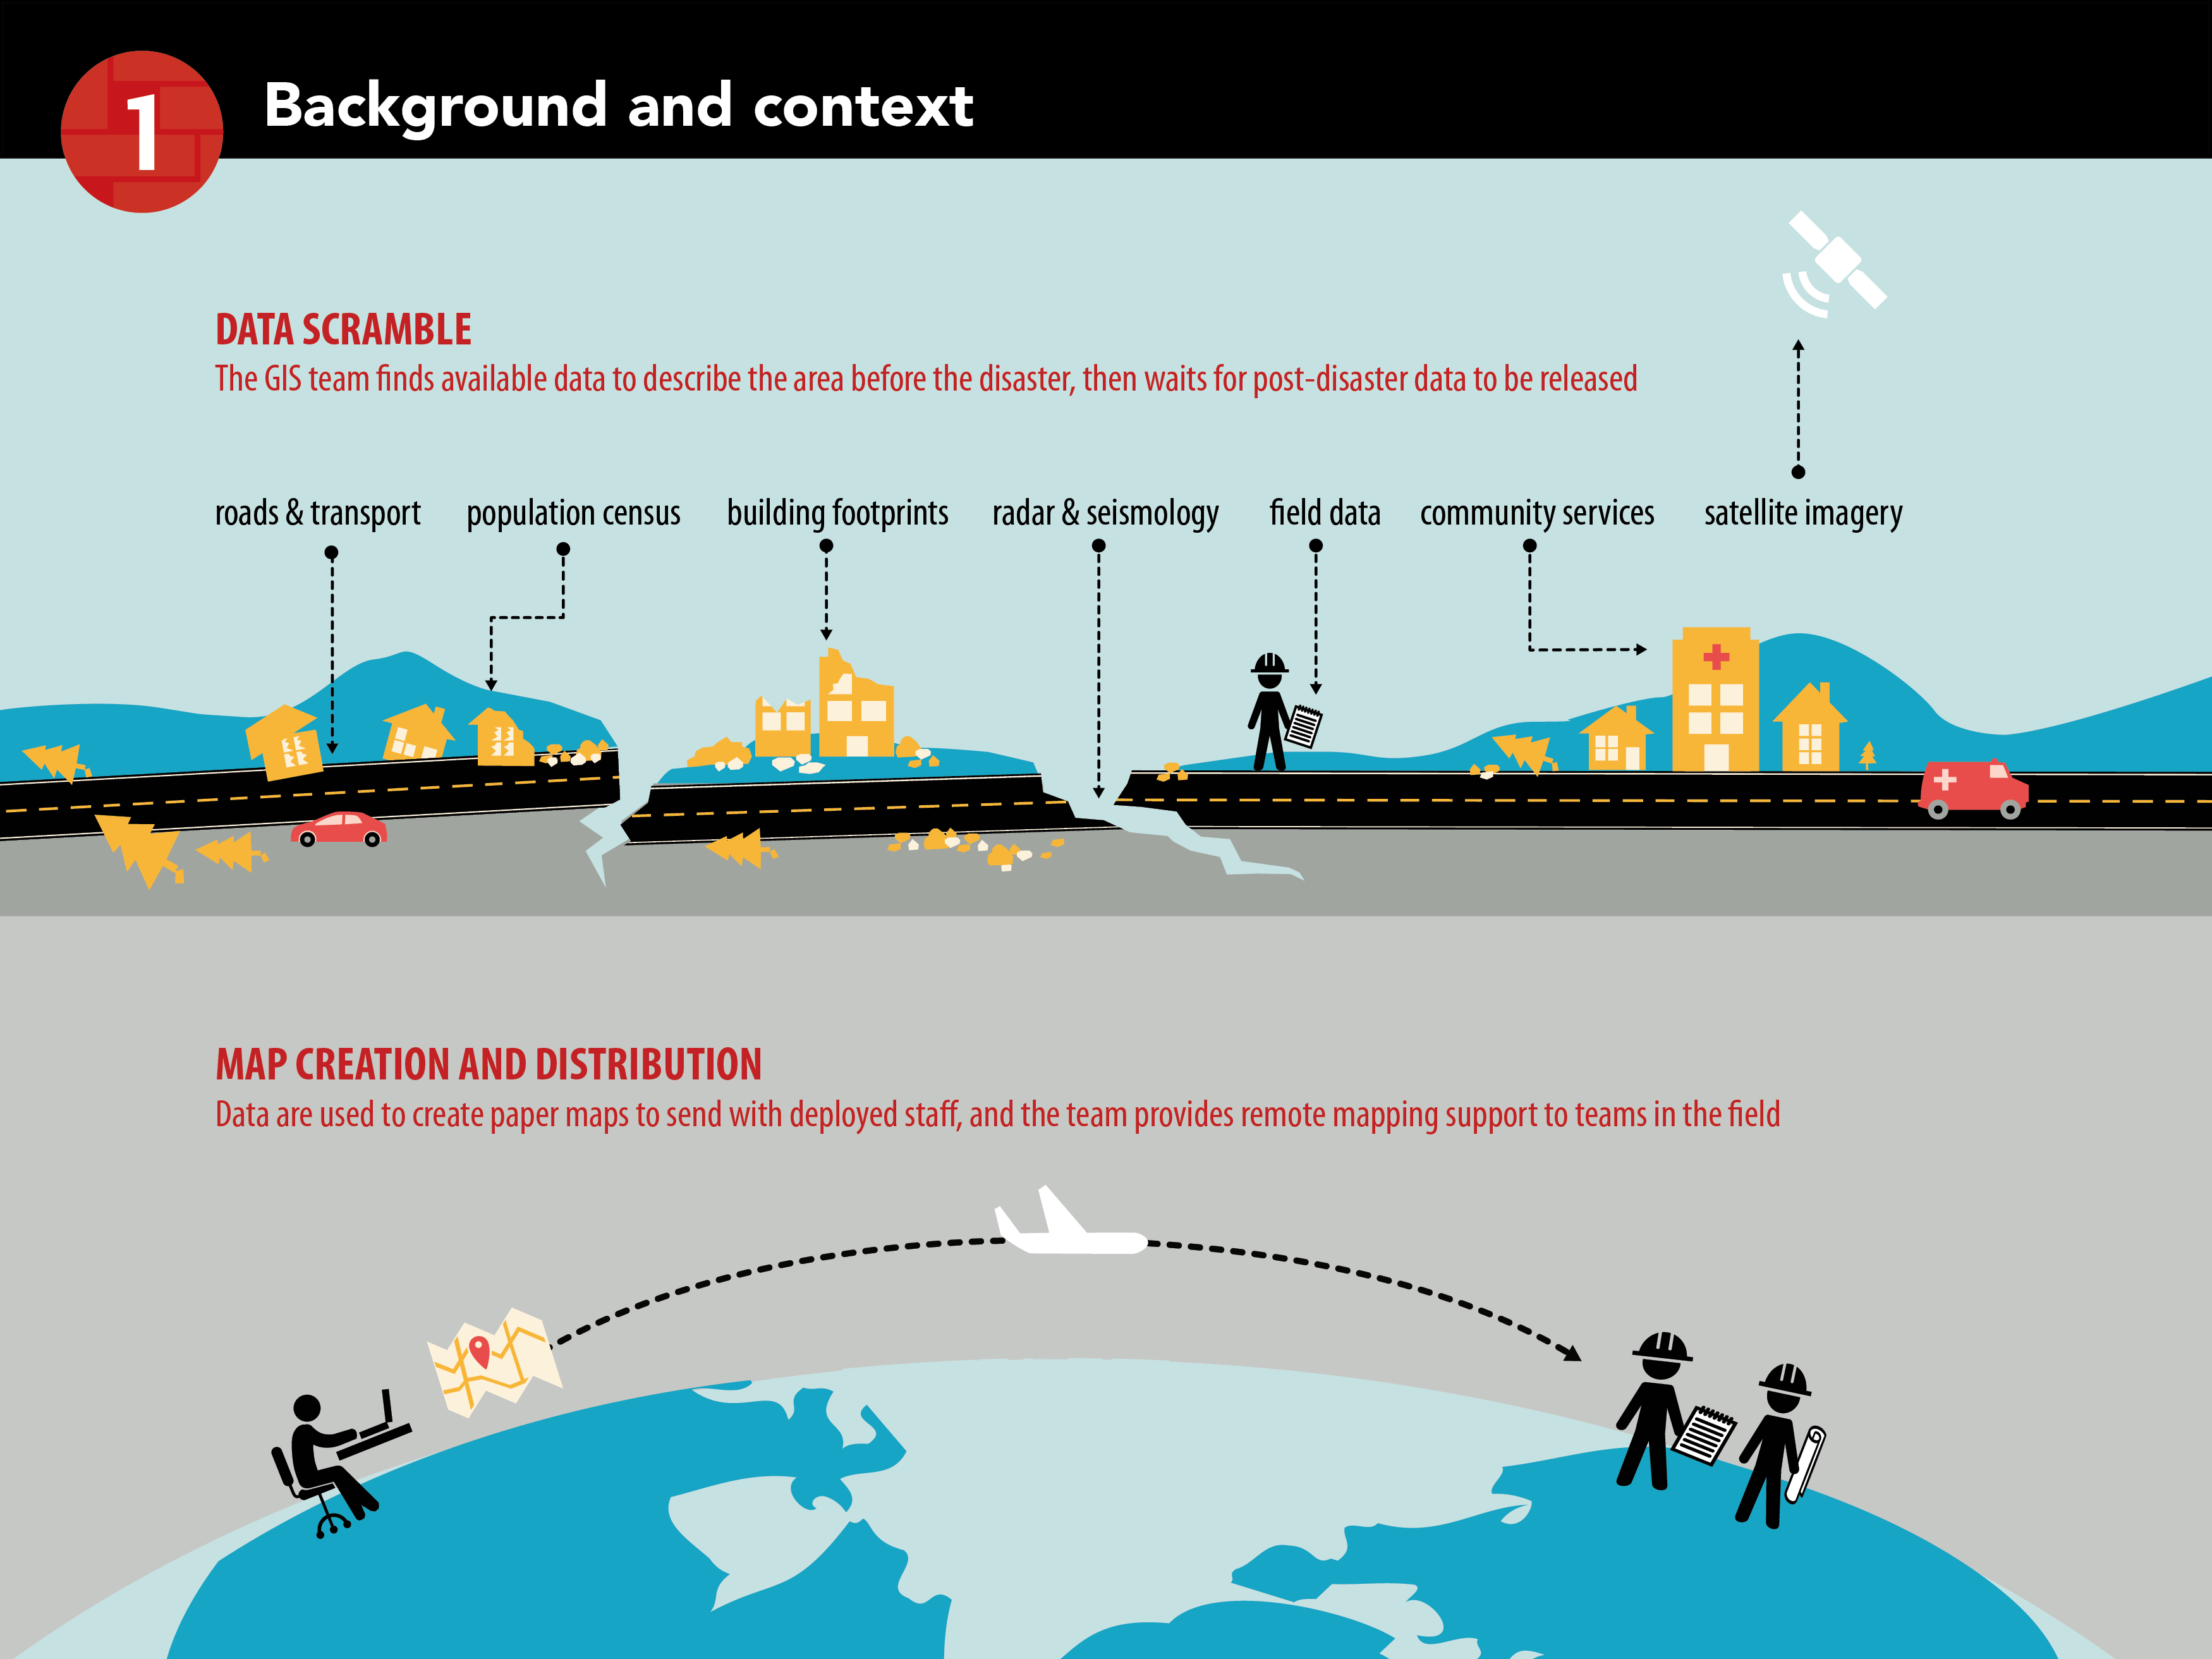 1
Background and context
DATA SCRAMBLE
The GIS team finds available data to describe the area before the disaster, then waits for post-disaster data to be released
roads & transport population census building footprints radar & seismology field data community services satellite imagery
MAP CREATION AND DISTRIBUTION
Data are used to create paper maps to send with deployed staff, and the team provides remote mapping support to teams in the field